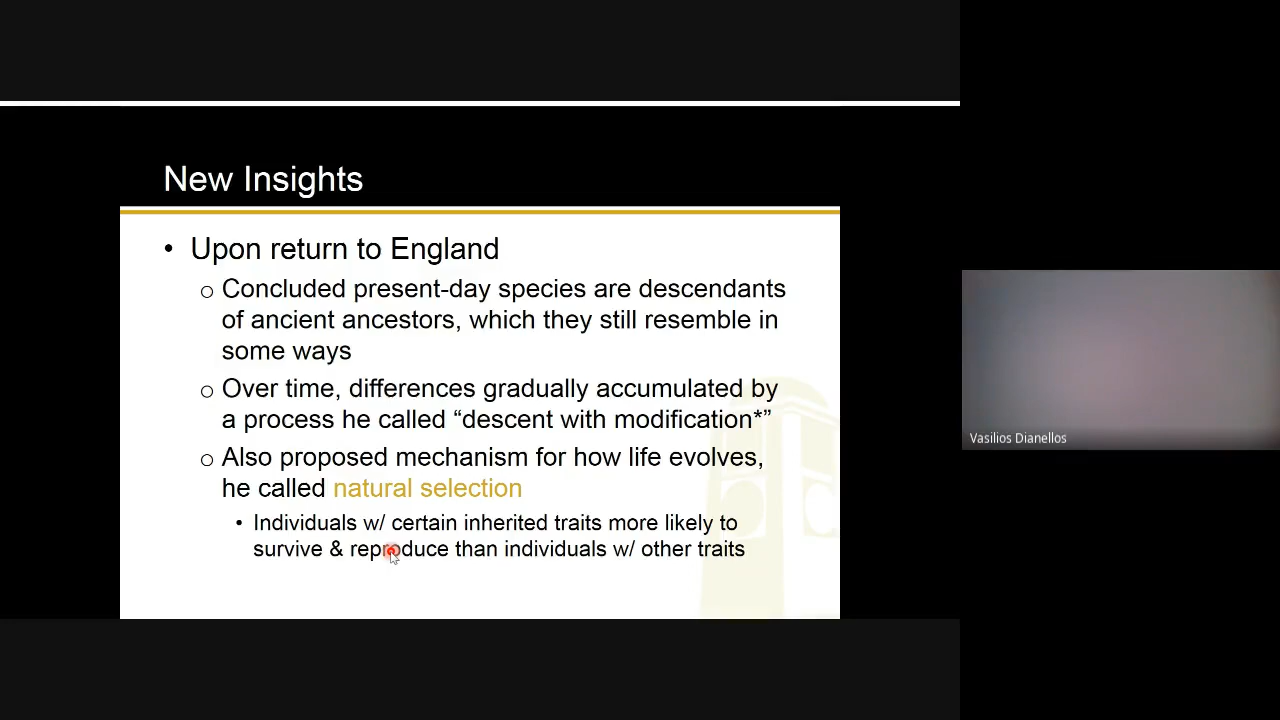 New Insights
• Upon return to England
o Concluded present-day species are descendants
of ancient ancestors, which they still resemble in
some ways
o Over time, differences gradually accumulated by
a process he called “descent with modification*”
o Also proposed mechanism for how life evolves,
he called natural selection
• Individuals w/ certain inherited traits more likely to
survive & reproduce than individuals w/ other traits
Vasilios Dianellos